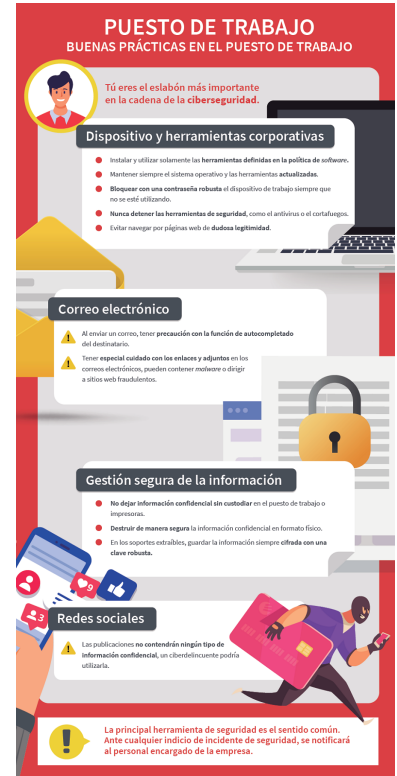 PUESTO DE TRABAJO
BUENAS PRÁCTICAS EN EL PUESTO DE TRABAJO
Tú eres el eslabón más importante
en la cadena de la ciberseguridad.
Dispositivo y herramientas corporativas
Instalar y utilizar solamente las herramientas definidas en la política de software.
Mantener siempre el sistema operativo y las herramientas actualizadas.
Bloquear con una contraseña robusta el dispositivo de trabajo siempre que
no se esté utilizando.
Nunca detener las herramientas de seguridad, como el antivirus o el cortafuegos.
Evitar navegar por páginas web de dudosa legitimidad.
Correo electrónico
Al enviar un correo, tener precaución con la función de autocompletado
del destinatario.
Tener especial cuidado con los enlaces y adjuntos en los
correos electrónicos, pueden contener malware o dirigir
a sitios web fraudulentos.
Gestión segura de la información
No dejar información confidencial sin custodiar en el puesto de trabajo o
impresoras.
Destruir de manera segura la información confidencial en formato físico.
En los soportes extraíbles, guardar la información siempre cifrada con una
clave robusta.
9
3
Redes sociales
Las publicaciones no contendrán ningún tipo de
información confidencial, un ciberdelincuente podría
utilizarla.
La principal herramienta de seguridad es el sentido común.
Ante cualquier indicio de incidente de seguridad, se notificará
al personal encargado de la empresa.